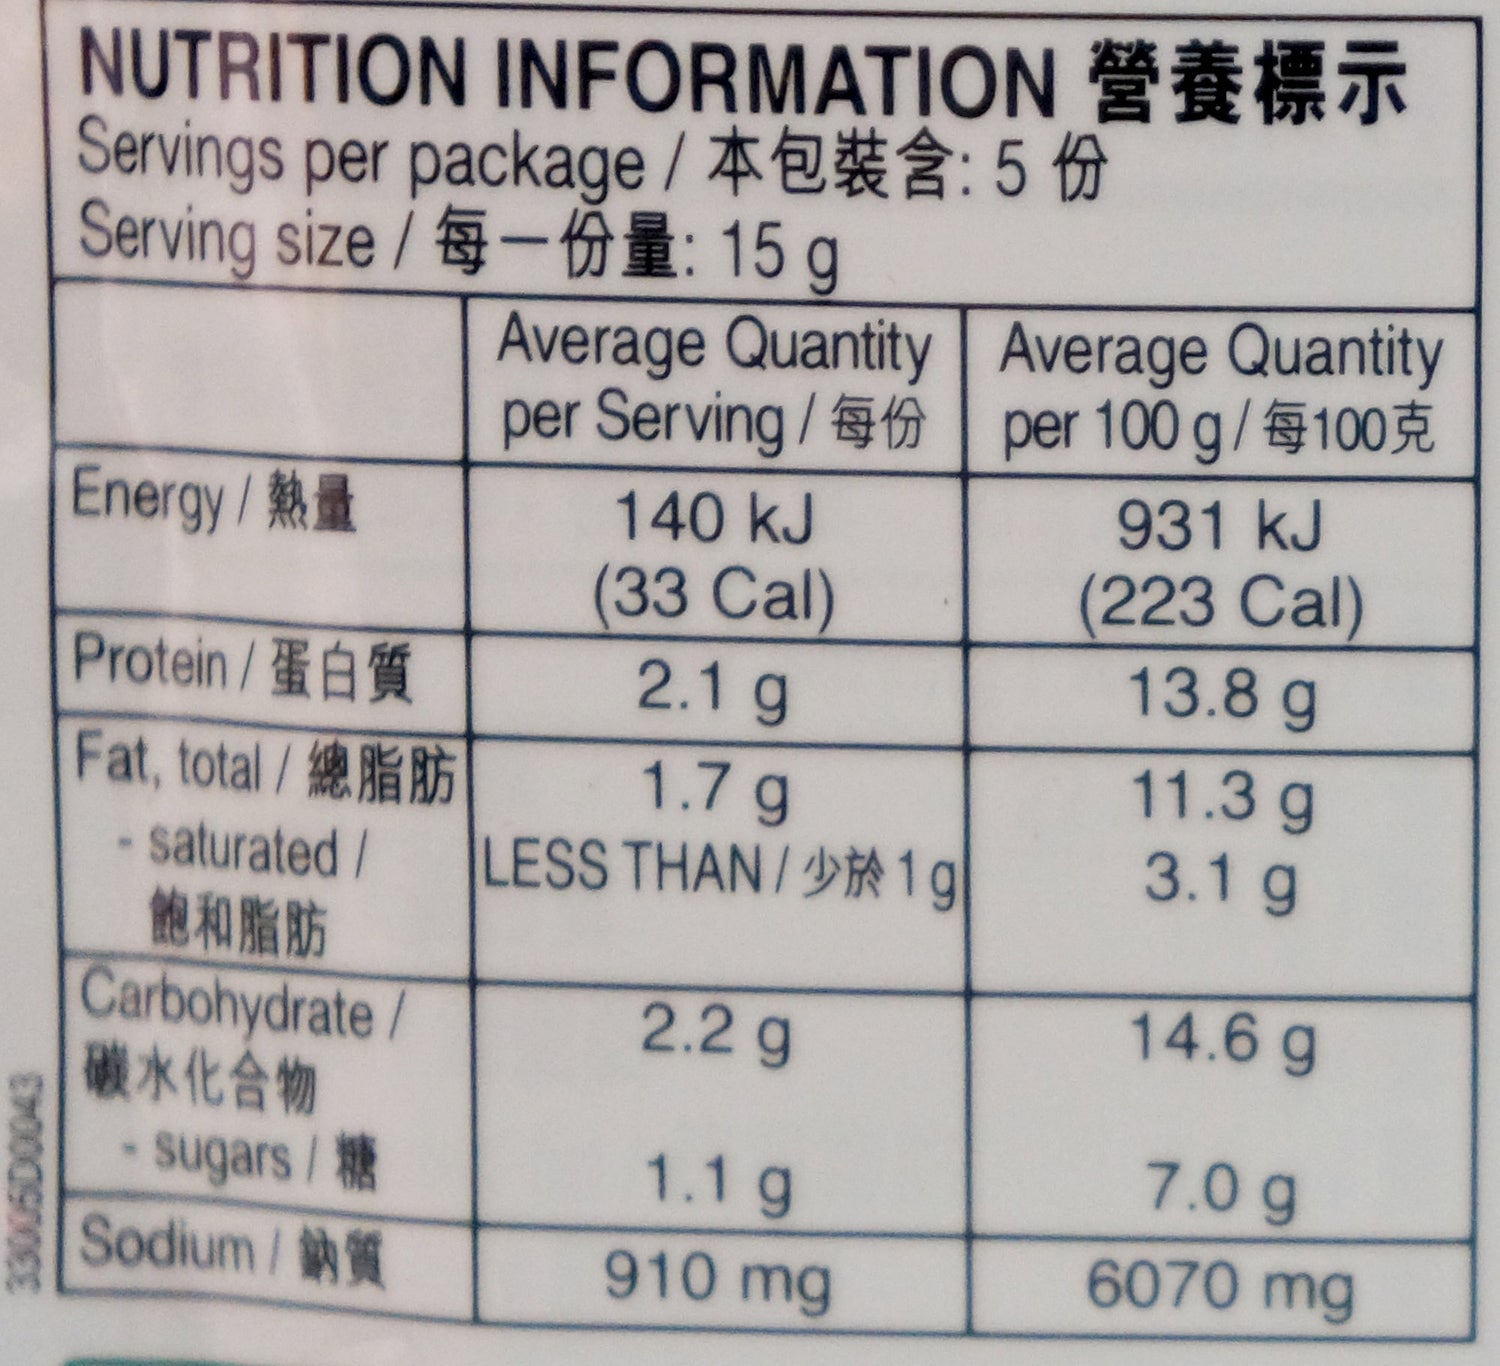 NUTRITION INFORMATION 營養標示
Servings per package / 本包裝含: 5 份
Serving size / 每一份量: 15 g
Average Quantity per Serving / 每份
Average Quantity per 100 g / 每100克
Energy / 熱量 140 kJ 931 kJ
(33 Cal) (223 Cal)
Protein / 蛋白質 2.1 g 13.8 g
Fat, total / 總脂肪 1.7 g 11.3 g
- saturated / LESS THAN / 少於 1 g 3.1 g
飽和脂肪
Carbohydrate / 2.2 g 14.6 g
碳水化合物
- sugars / 糖 1.1 g 7.0 g
Sodium / 鈉質 910 mg 6070 mg
33005D0043